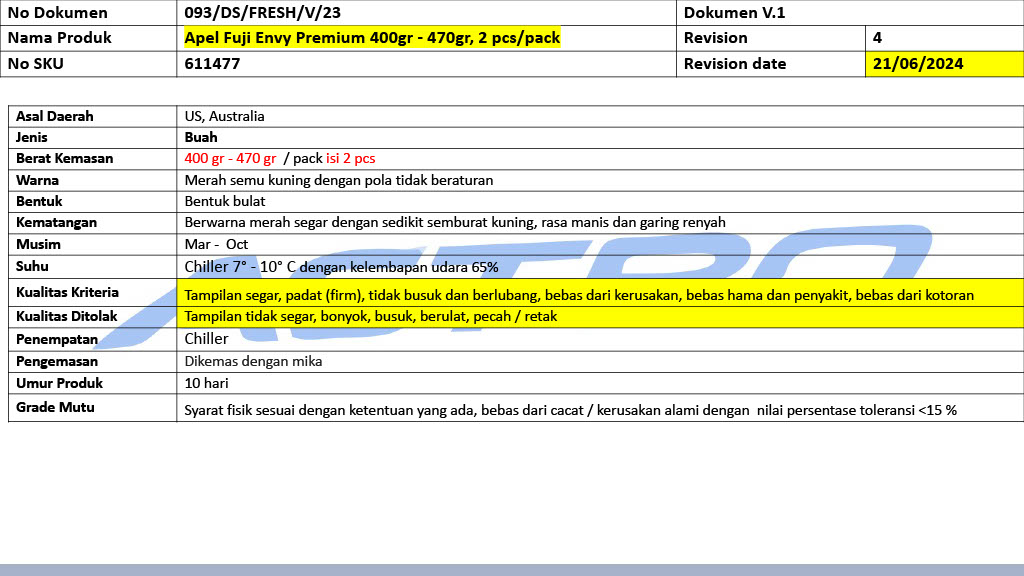 No Dokumen 093/DS/FRESH/V/23 Dokumen V.1
Nama Produk Apel Fuji Envy Premium 400gr - 470gr, 2 pcs/pack Revision 4
No SKU 611477 Revision date 21/06/2024
Asal Daerah US, Australia
Jenis Buah
Berat Kemasan 400 gr - 470 gr / pack isi 2 pcs
Warna Merah semu kuning dengan pola tidak beraturan
Bentuk Bentuk bulat
Kematangan Berwarna merah segar dengan sedikit semburat kuning, rasa manis dan garing renyah
Musim Mar - Oct
Suhu Chiller 7° - 10° C dengan kelembapan udara 65%
Kualitas Kriteria Tampilan segar, padat (firm), tidak busuk dan berlubang, bebas dari kerusakan, bebas hama dan penyakit, bebas dari kotoran
Kualitas Ditolak Tampilan tidak segar, bonyok, busuk, berulat, pecah / retak
Penempatan Chiller
Pengemasan Dikemas dengan mika
Umur Produk 10 hari
Grade Mutu Syarat fisik sesuai dengan ketentuan yang ada, bebas dari cacat / kerusakan alami dengan nilai persentase toleransi <15 %
ASTRO